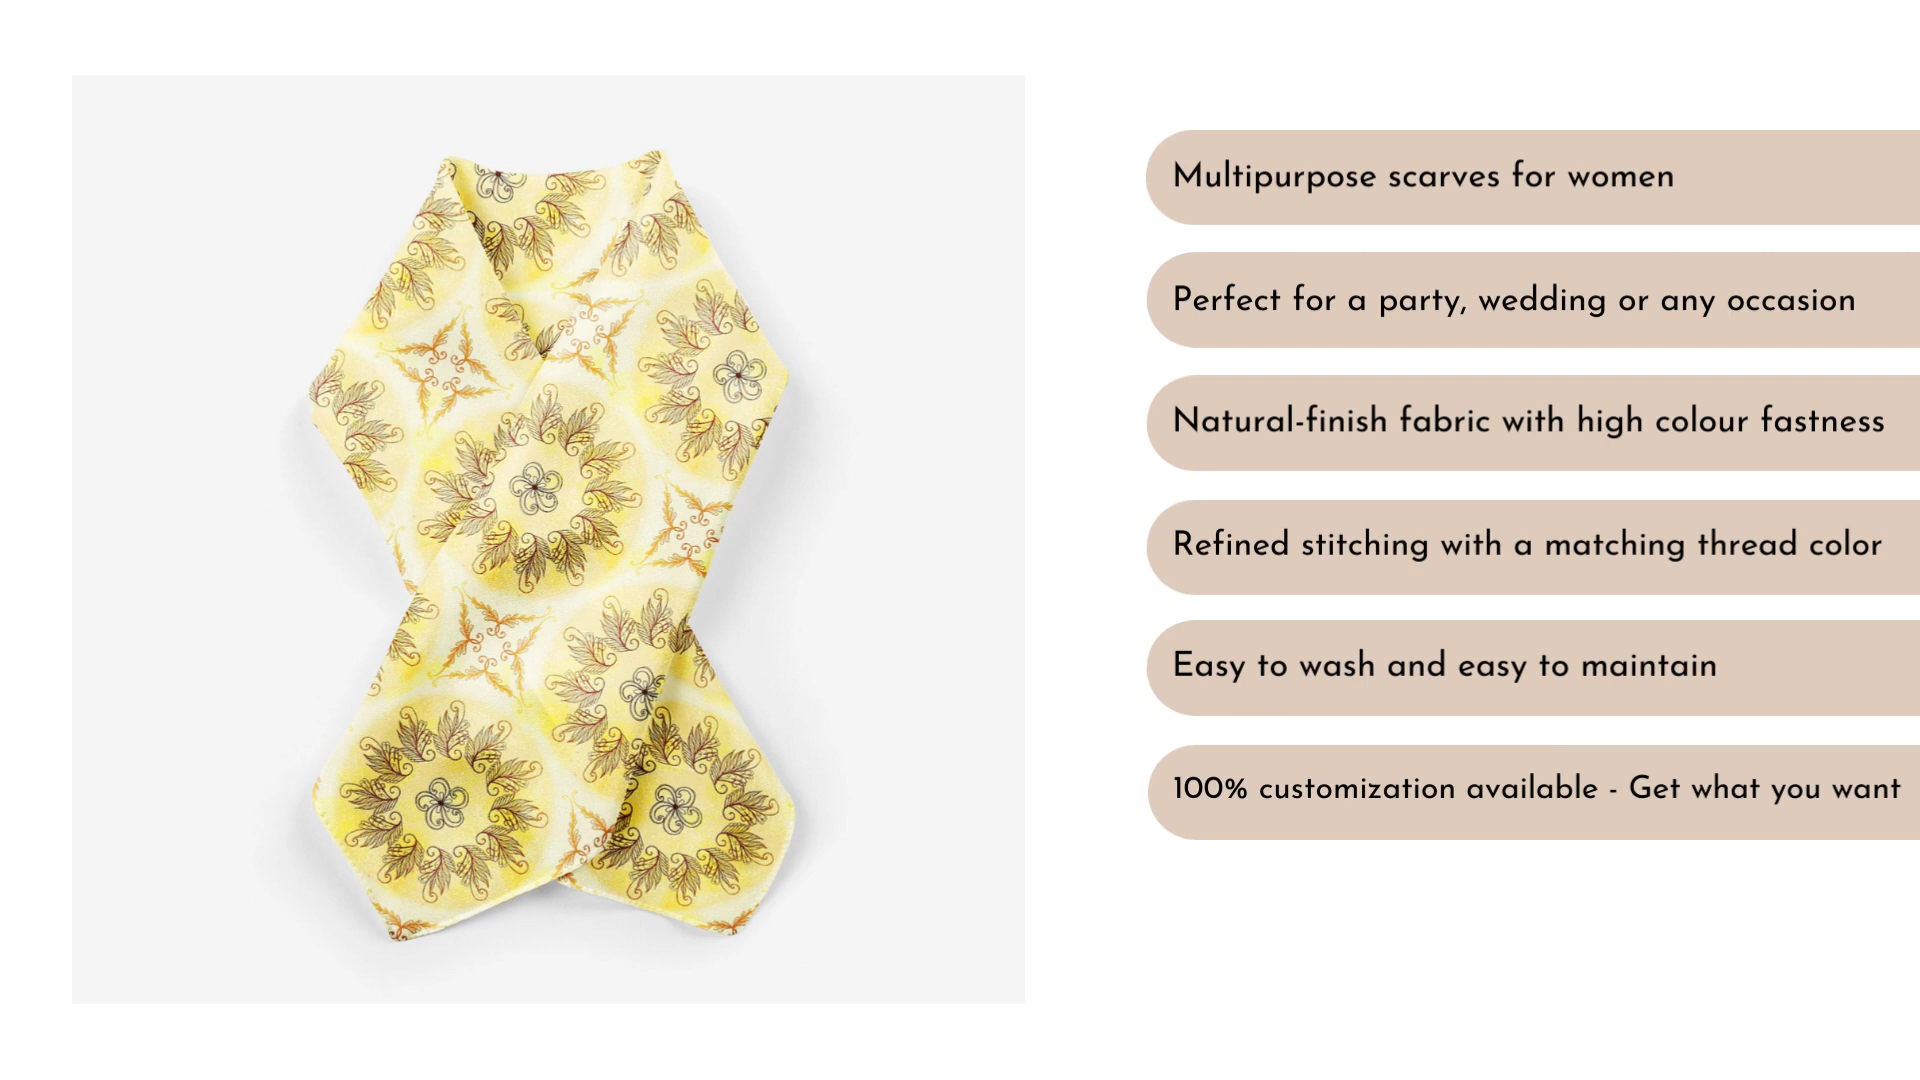 Multipurpose scarves for women
Perfect for a party, wedding or any occasion
Natural-finish fabric with high colour fastness
Refined stitching with a matching thread color
Easy to wash and easy to maintain
100% customization available - Get what you want